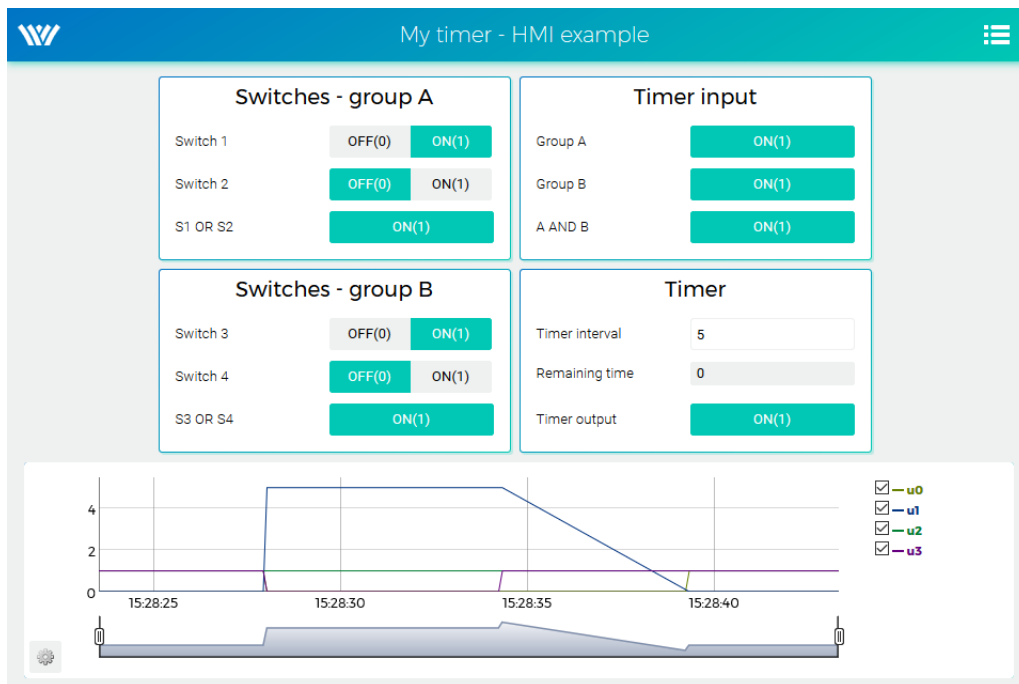 My timer - HMI example
Switches - group A
Switch 1 OFF(0) ON(1)
Switch 2 OFF(0) ON(1)
S1 OR S2 ON(1)
Timer input
Group A ON(1)
Group B ON(1)
A AND B ON(1)
Switches - group B
Switch 3 OFF(0) ON(1)
Switch 4 OFF(0) ON(1)
S3 OR S4 ON(1)
Timer
Timer interval 5
Remaining time 0
Timer output ON(1)
4
2
0
15:28:25 15:28:30 15:28:35 15:28:40
u0
u1
u2
u3